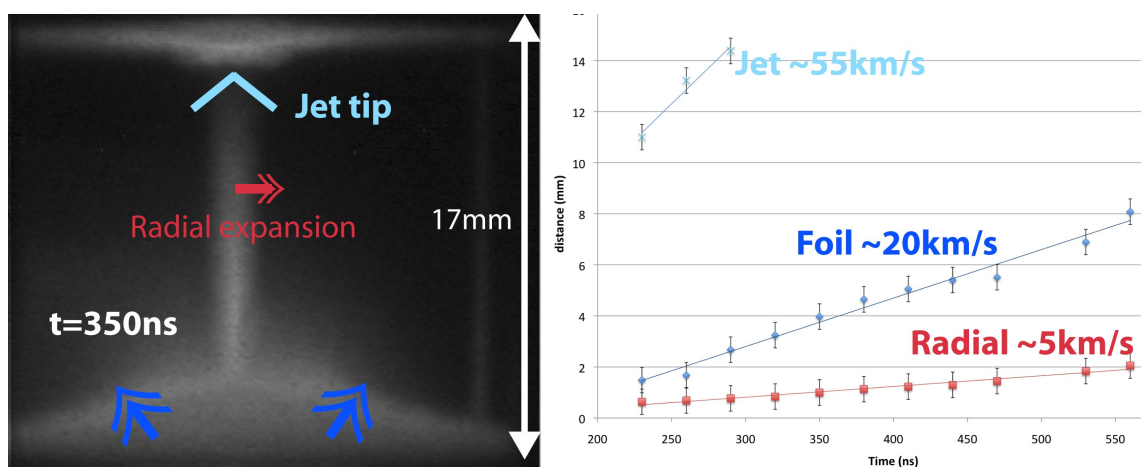 Jet tip
Radial expansion
17mm
t=350ns
14
12
10
8
6
4
2
0
distance (mm)
Jet ~55km/s
Foil ~20km/s
Radial ~5km/s
200
250
300
350
400
450
500
550
Time (ns)